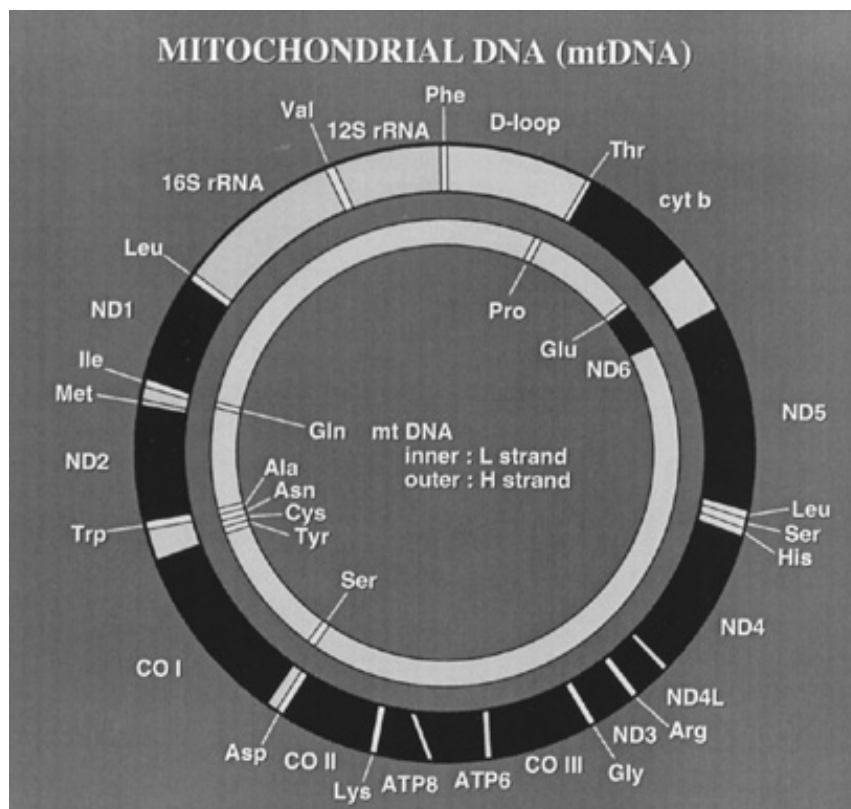 MITOCHONDRIAL DNA (mtDNA)
Phe
D-loop
Val
12S rRNA
Thr
16S rRNA
cyt b
Leu
Pro
ND1
Glu
ND6
Ile
Met
ND5
Gln
mt DNA
inner : L strand
outer : H strand
ND2
Ala
Asn
Cys
Tyr
Leu
Ser
His
Trp
Ser
ND4
CO I
ND4L
Arg
ND3
Gly
Asp
CO II
Lys
ATP8
ATP6
CO III